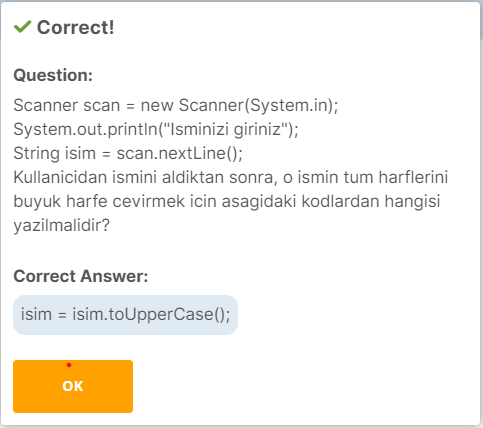 Correct!
Question:
Scanner scan = new Scanner(System.in);
System.out.println("Isminizi giriniz");
String isim = scan.nextLine();
Kullanicidan ismini aldiktan sonra, o ismin tum harflerini
buyuk harfe cevirmek icin asagidaki kodlardan hangisi
yazilmalidir?
Correct Answer:
isim = isim.toUpperCase();
OK